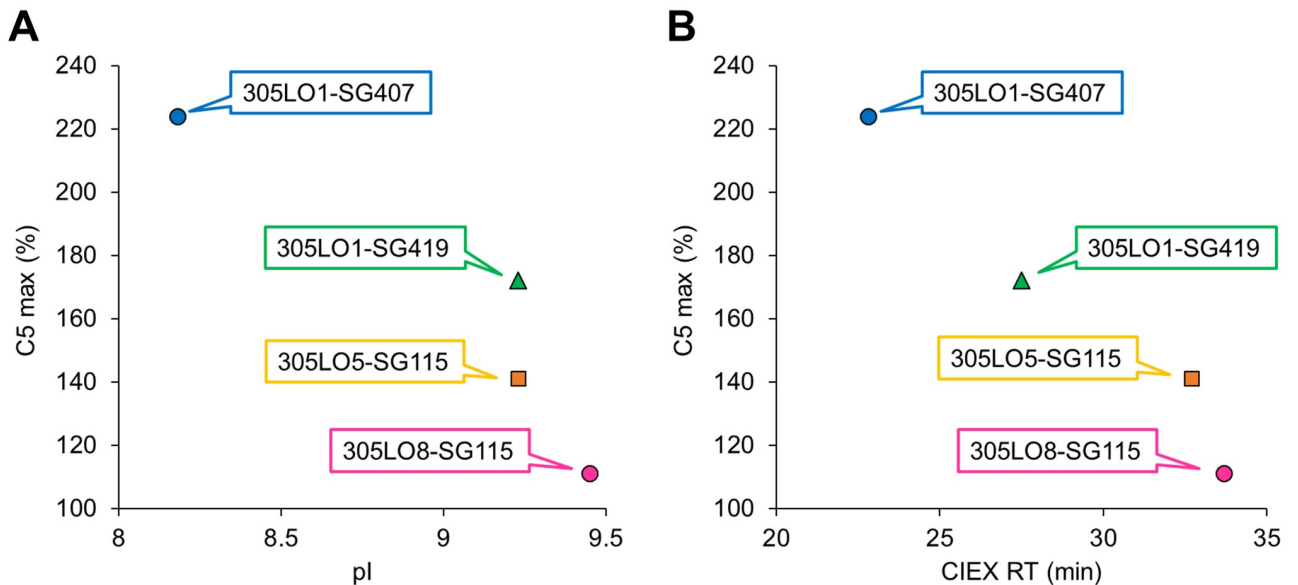 A
240
220
200
180
160
140
120
100
C5 max (%)
305LO1-SG407
305LO1-SG419
305LO5-SG115
305LO8-SG115
8
8.5
9
9.5
pI
B
240
220
200
180
160
140
120
100
C5 max (%)
305LO1-SG407
305LO1-SG419
305LO5-SG115
305LO8-SG115
20
25
30
35
CIEX RT (min)